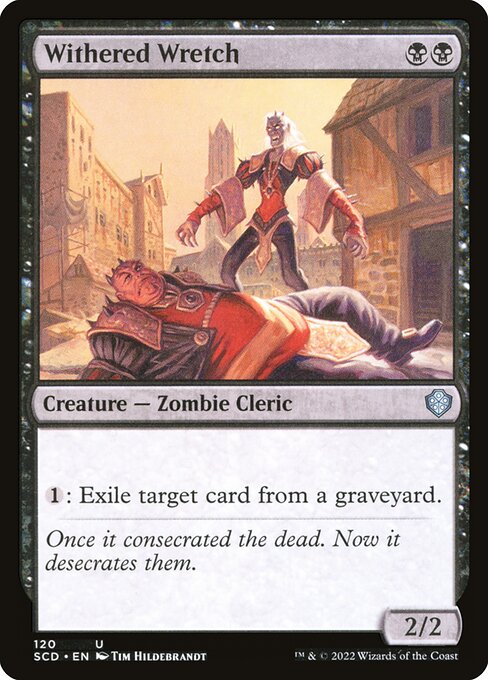 Withered Wretch
Creature — Zombie Cleric
1: Exile target card from a graveyard.
Once it consecrated the dead. Now it
desecrates them.
2/2
120 U
SCD • EN Tim Hildebrandt
™ & © 2022 Wizards of the Coast